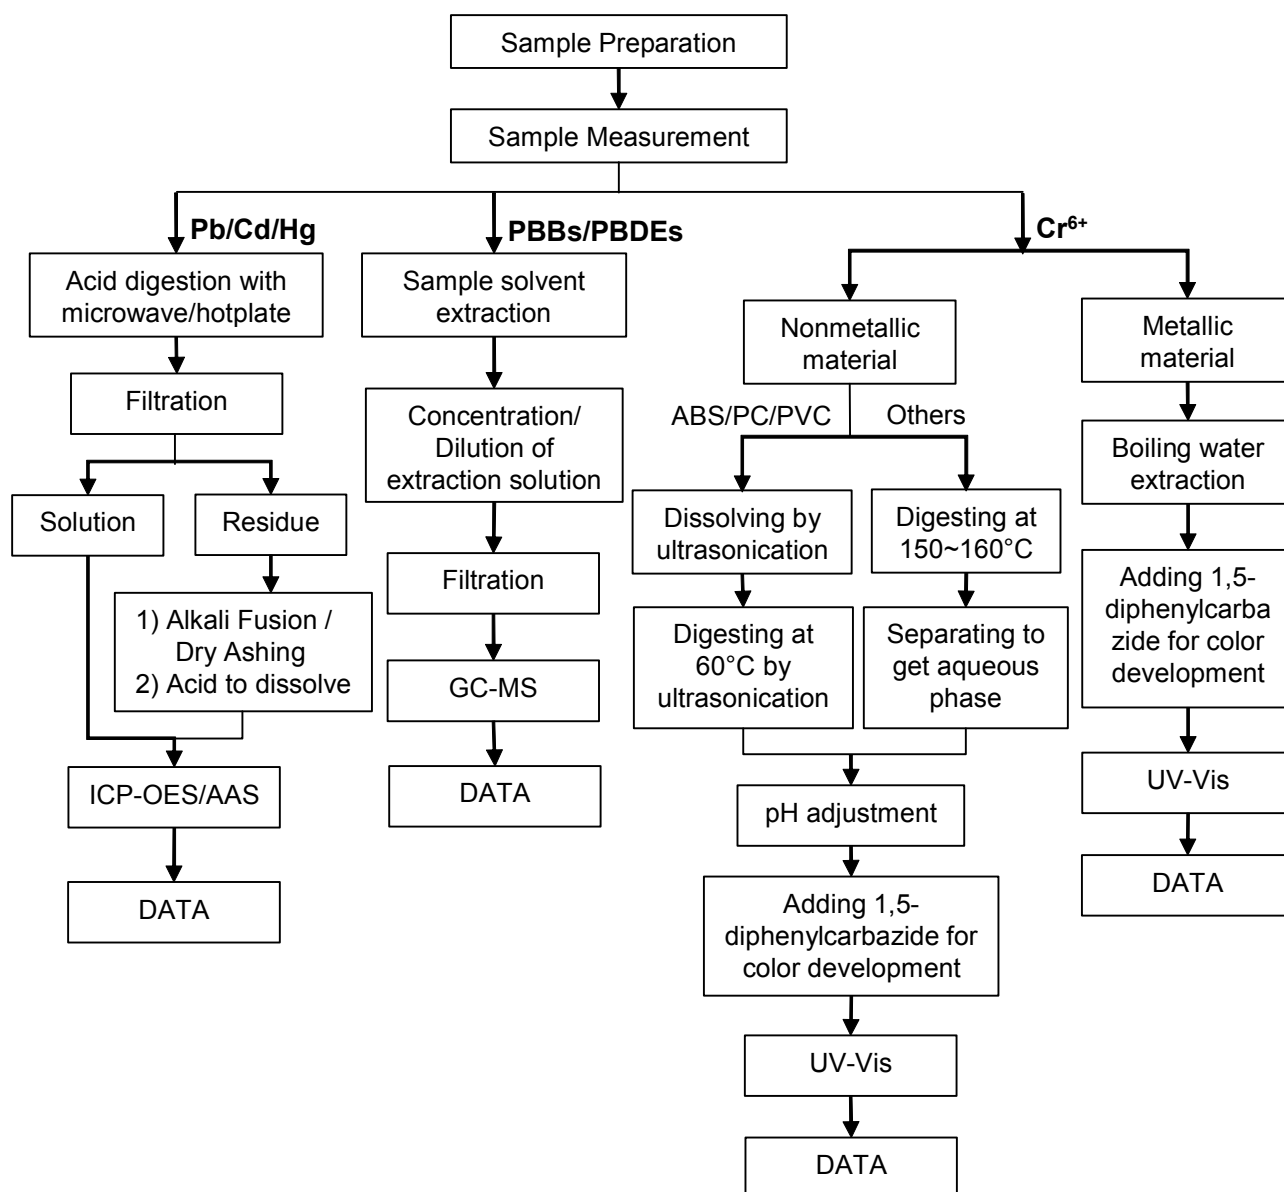 Sample Preparation
Sample Measurement
Pb/Cd/Hg
PBBs/PBDEs
Cr⁶⁺
Acid digestion with
microwave/hotplate
Filtration
Solution
Residue
1) Alkali Fusion /
Dry Ashing
2) Acid to dissolve
ICP-OES/AAS
DATA
Sample solvent
extraction
Concentration/
Dilution of
extraction solution
Filtration
GC-MS
DATA
Nonmetallic
material
ABS/PC/PVC
Others
Dissolving by
ultrasonication
Digesting at
60°C by
ultrasonication
Digesting at
150~160°C
Separating to
get aqueous
phase
pH adjustment
Adding 1,5-
diphenylcarbazide for
color development
UV-Vis
DATA
Metallic
material
Boiling water
extraction
Adding 1,5-
diphenylcarba
zide for color
development
UV-Vis
DATA